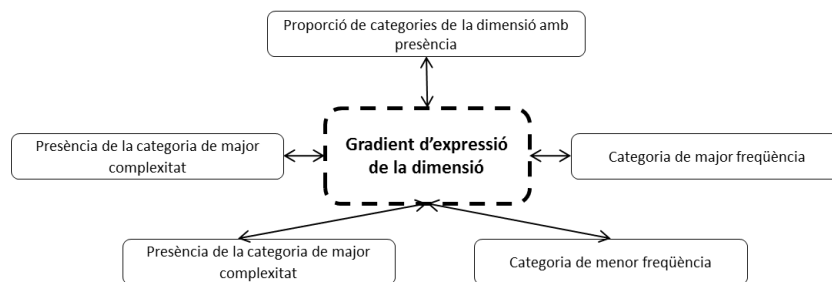 Proporció de categories de la dimensió amb
presència
Presència de la categoria de major
complexitat
Gradient d'expressió
de la dimensió
Categoria de major freqüència
Presència de la categoria de major
complexitat
Categoria de menor freqüència